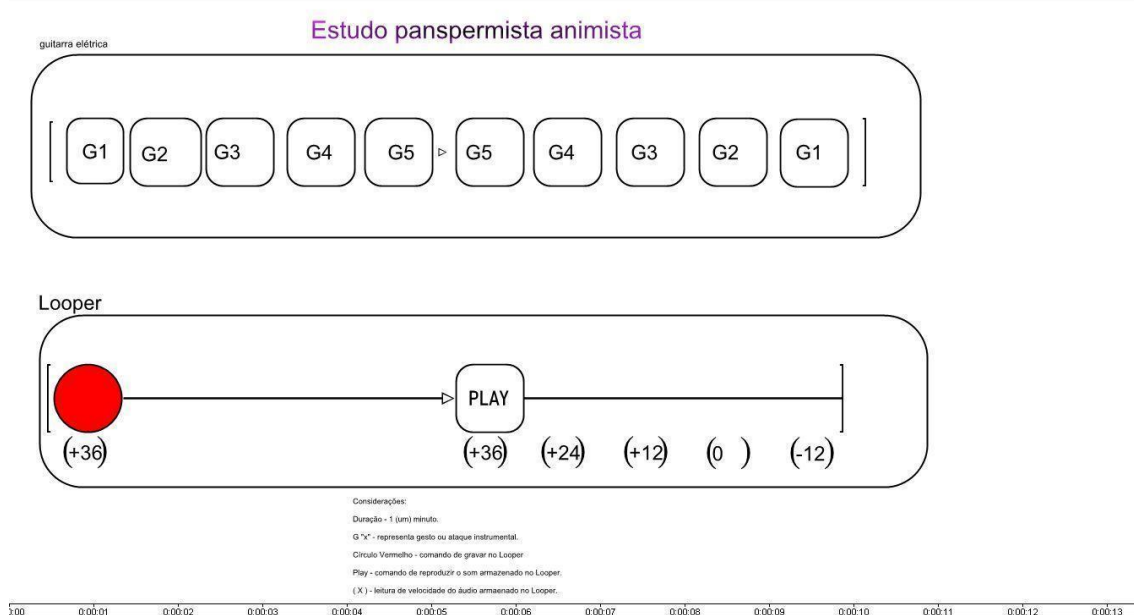 Estudo panspermista animista
guitarra elétrica
G1 G2 G3 G4 G5 G5 G4 G3 G2 G1
Looper
PLAY
(+36) (+36) (+24) (+12) (0 ) (-12)
Considerações:
Duração - 1 (um) minuto.
G "x" - representa gesto ou ataque instrumental.
Círculo Vermelho - comando de gravar no Looper
Play - comando de reproduzir o som armazenado no Looper.
( X ) - leitura de velocidade do áudio armaenado no Looper.
0:00 0:00:01 0:00:02 0:00:03 0:00:04 0:00:05 0:00:06 0:00:07 0:00:08 0:00:09 0:00:10 0:00:11 0:00:12 0:00:13